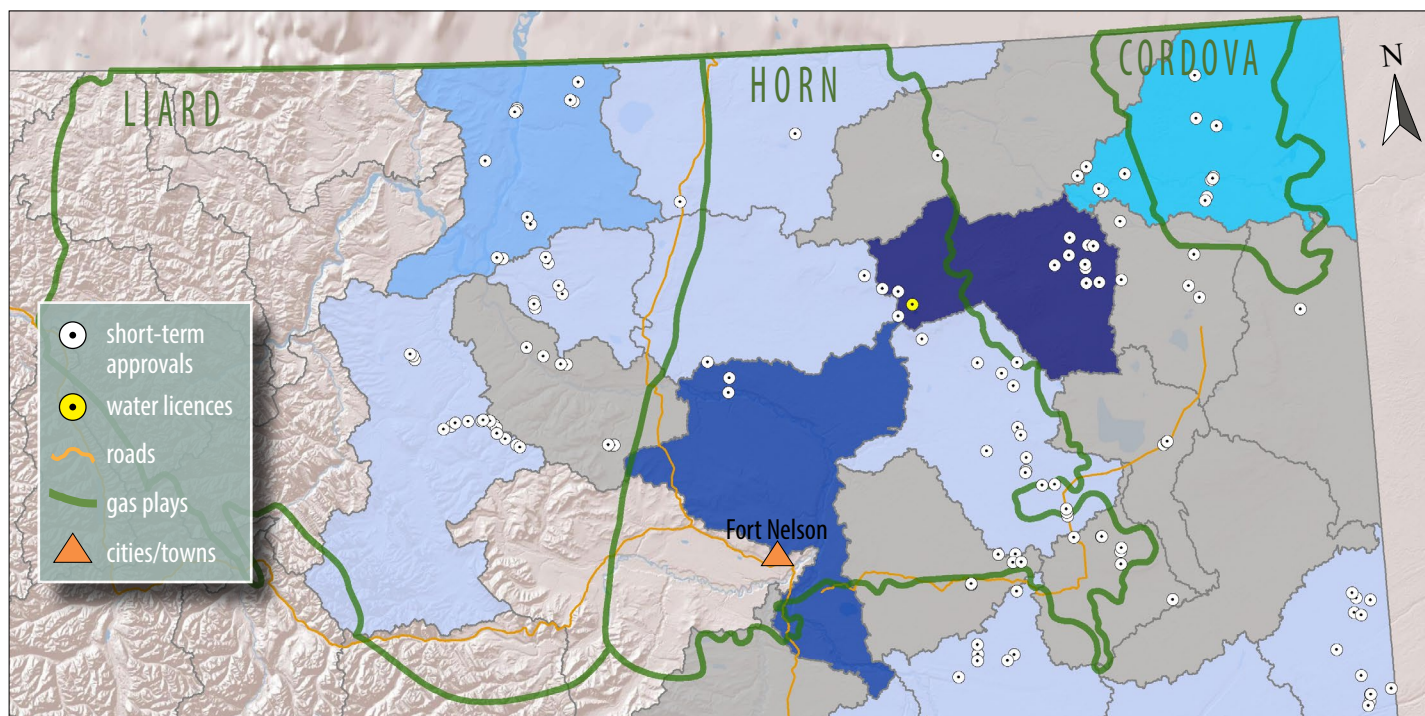 LIARD
HORN
CORDOVA
N
short-term
approvals
water licences
roads
gas plays
cities/towns
Fort Nelson